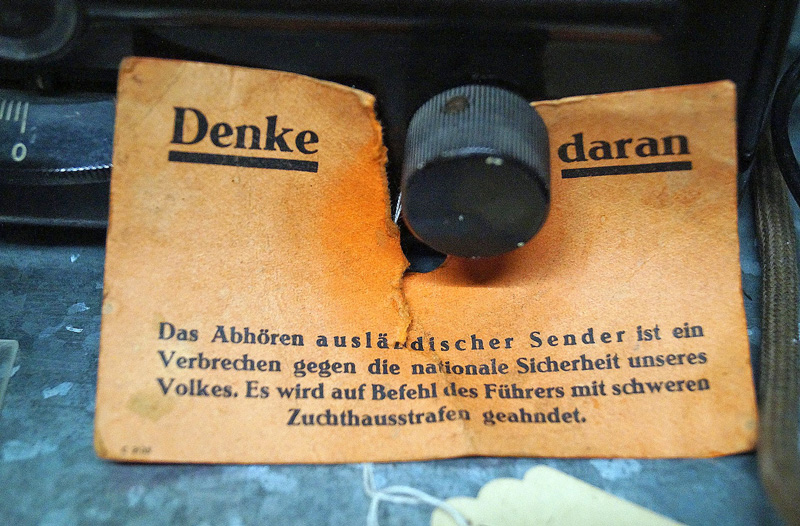 Denke daran
Das Abhören ausländischer Sender ist ein
Verbrechen gegen die nationale Sicherheit unseres
Volkes. Es wird auf Befehl des Führers mit schweren
Zuchthausstrafen geahndet.
0